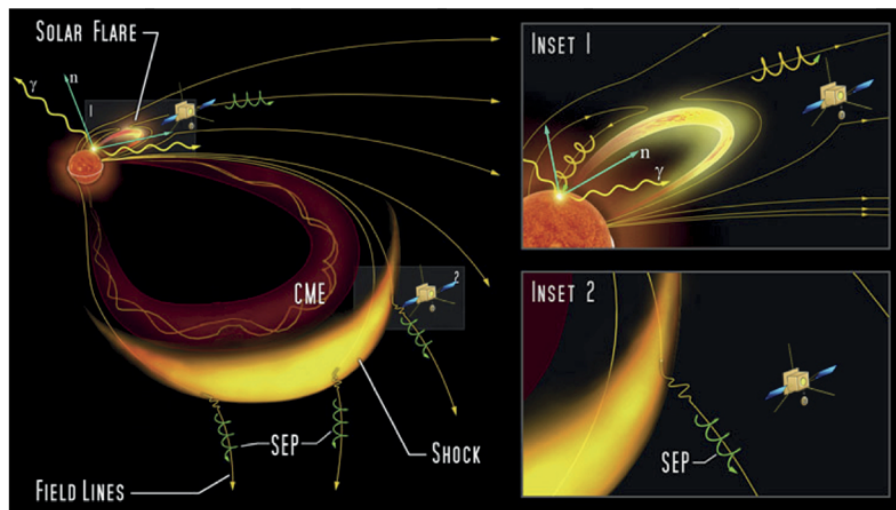 SOLAR FLARE
γ
n
1
CME
2
SEP
SHOCK
FIELD LINES
INSET 1
n
γ
INSET 2
SEP